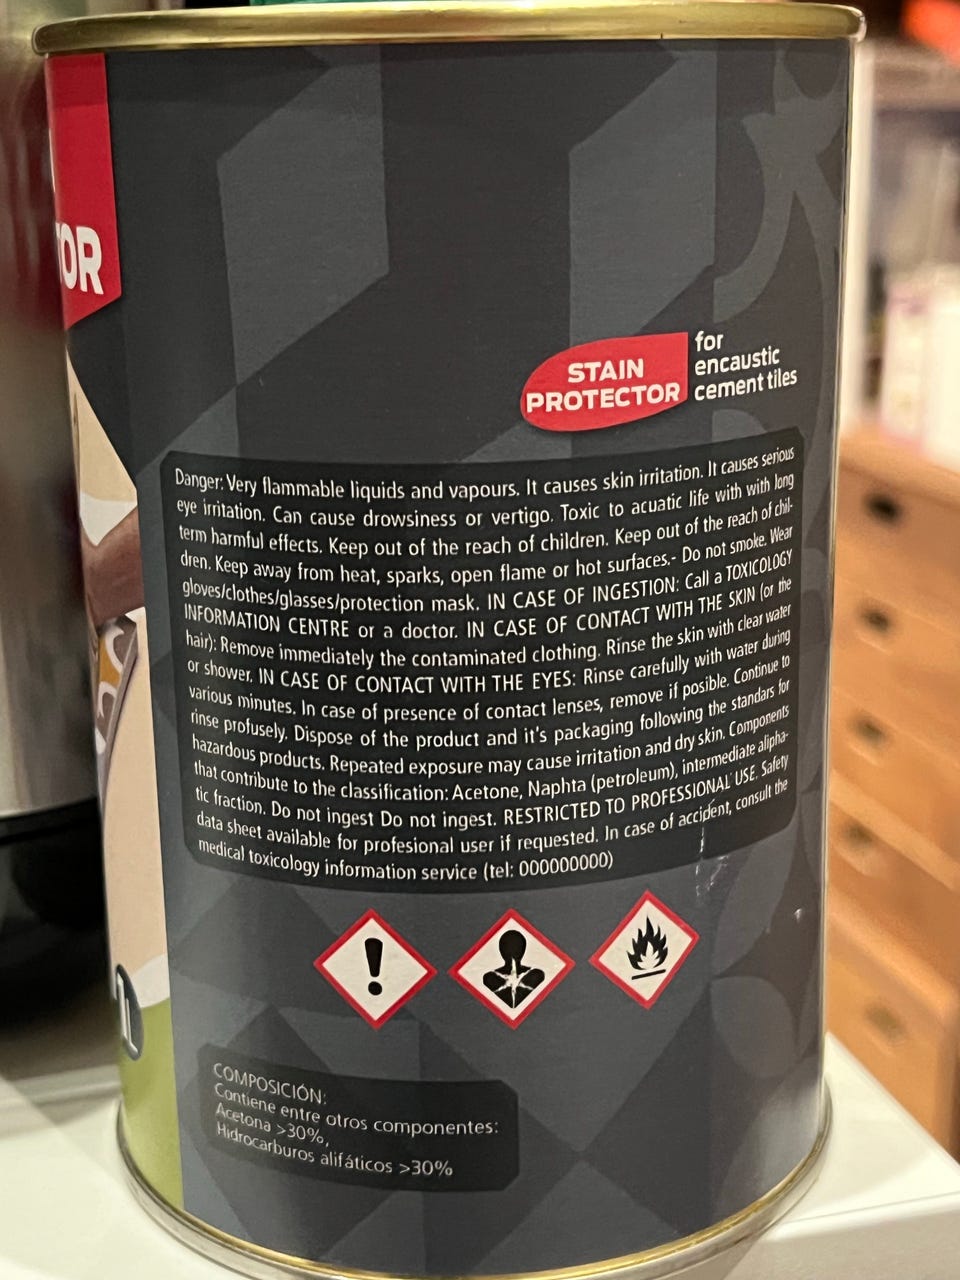 OR
STAIN
PROTECTOR
for
encaustic
cement tiles
Danger: Very flammable liquids and vapours. It causes skin irritation. It causes serious
eye irritation. Can cause drowsiness or vertigo. Toxic to acuatic life with with long
term harmful effects. Keep out of the reach of children. Keep out of the reach of chil-
dren. Keep away from heat, sparks, open flame or hot surfaces.- Do not smoke. Wear
gloves/clothes/glasses/protection mask. IN CASE OF INGESTION: Call a TOXICOLOGY
INFORMATION CENTRE or a doctor. IN CASE OF CONTACT WITH THE SKIN (or the
hair): Remove immediately the contaminated clothing. Rinse the skin with clear water
or shower. IN CASE OF CONTACT WITH THE EYES: Rinse carefully with water during
various minutes. In case of presence of contact lenses, remove if posible. Continue to
rinse profusely. Dispose of the product and it's packaging following the standars for
hazardous products. Repeated exposure may cause irritation and dry skin. Components
that contribute to the classification: Acetone, Naphta (petroleum), intermediate alipha-
tic fraction. Do not ingest Do not ingest. RESTRICTED TO PROFESSIONAL USE. Safety
data sheet available for profesional user if requested. In case of accident, consult the
medical toxicology information service (tel: 000000000)
COMPOSICIÓN:
Contiene entre otros componentes:
Acetona >30%,
Hidrocarburos alifáticos >30%